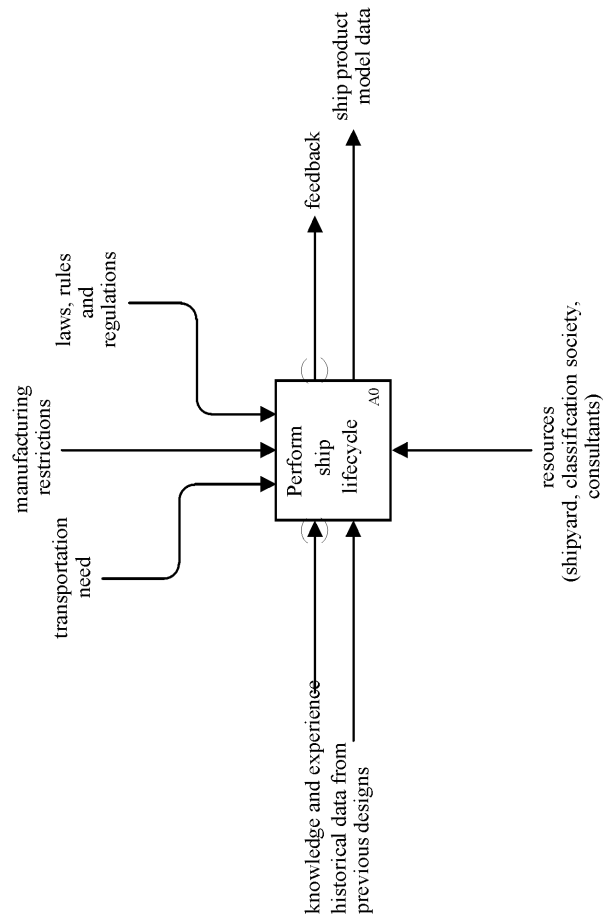 transportation
need
manufacturing
restrictions
laws, rules
and
regulations
knowledge and experience
historical data from
previous designs
Perform
ship
lifecycle
A0
feedback
ship product
model data
resources
(shipyard, classification society,
consultants)